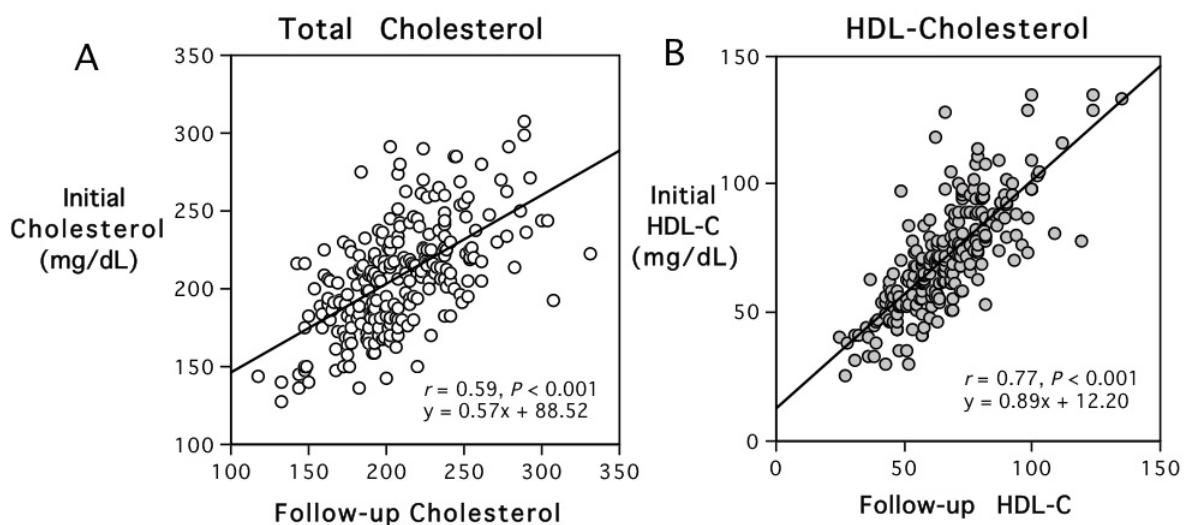 A
Total Cholesterol
350
300
250
200
150
100
Initial
Cholesterol
(mg/dL)
r = 0.59, P < 0.001
y = 0.57x + 88.52
100 150 200 250 300 350
Follow-up Cholesterol
B
HDL-Cholesterol
150
100
50
0
Initial
HDL-C
(mg/dL)
r = 0.77, P < 0.001
y = 0.89x + 12.20
0 50 100 150
Follow-up HDL-C